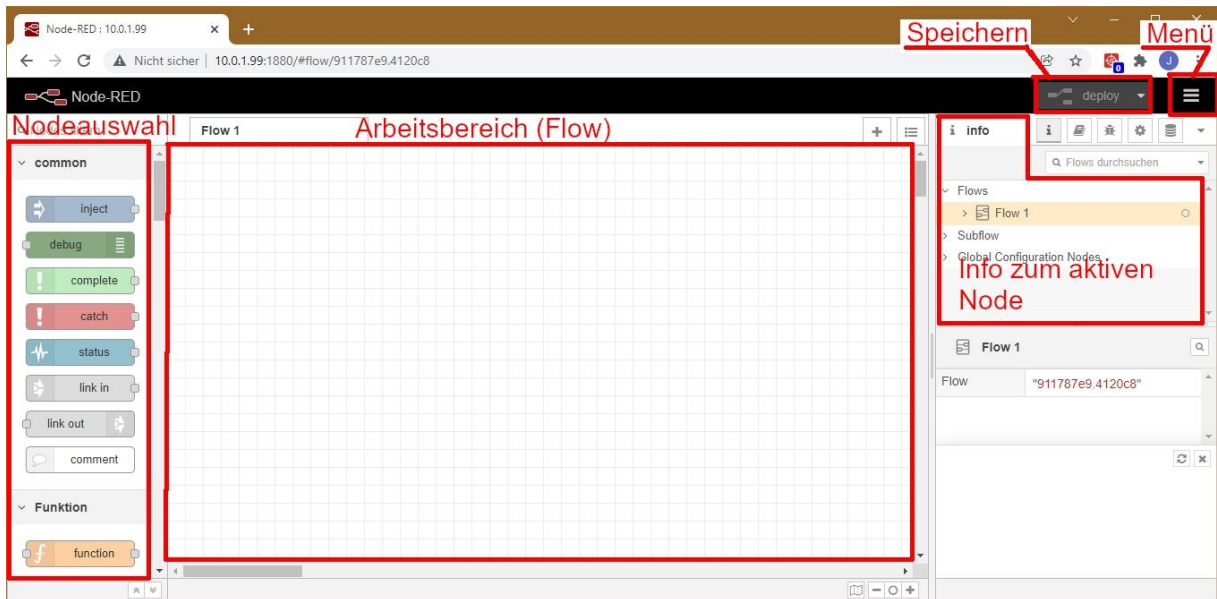 Node-RED : 10.0.1.99
Speichern
Menü
Nicht sicher | 10.0.1.99:1880/#flow/911787e9.4120c8
J
0
Node-RED
deploy
Nodeauswahl
Flow 1
Arbeitsbereich (Flow)
i info
i
common
Flows durchsuchen
inject
debug
complete
catch
status
link in
link out
comment
Funktion
function
Flows
Flow 1
Subflow
Global Configuration Nodes
Info zum aktiven
Node
Flow 1
Flow "911787e9.4120c8"